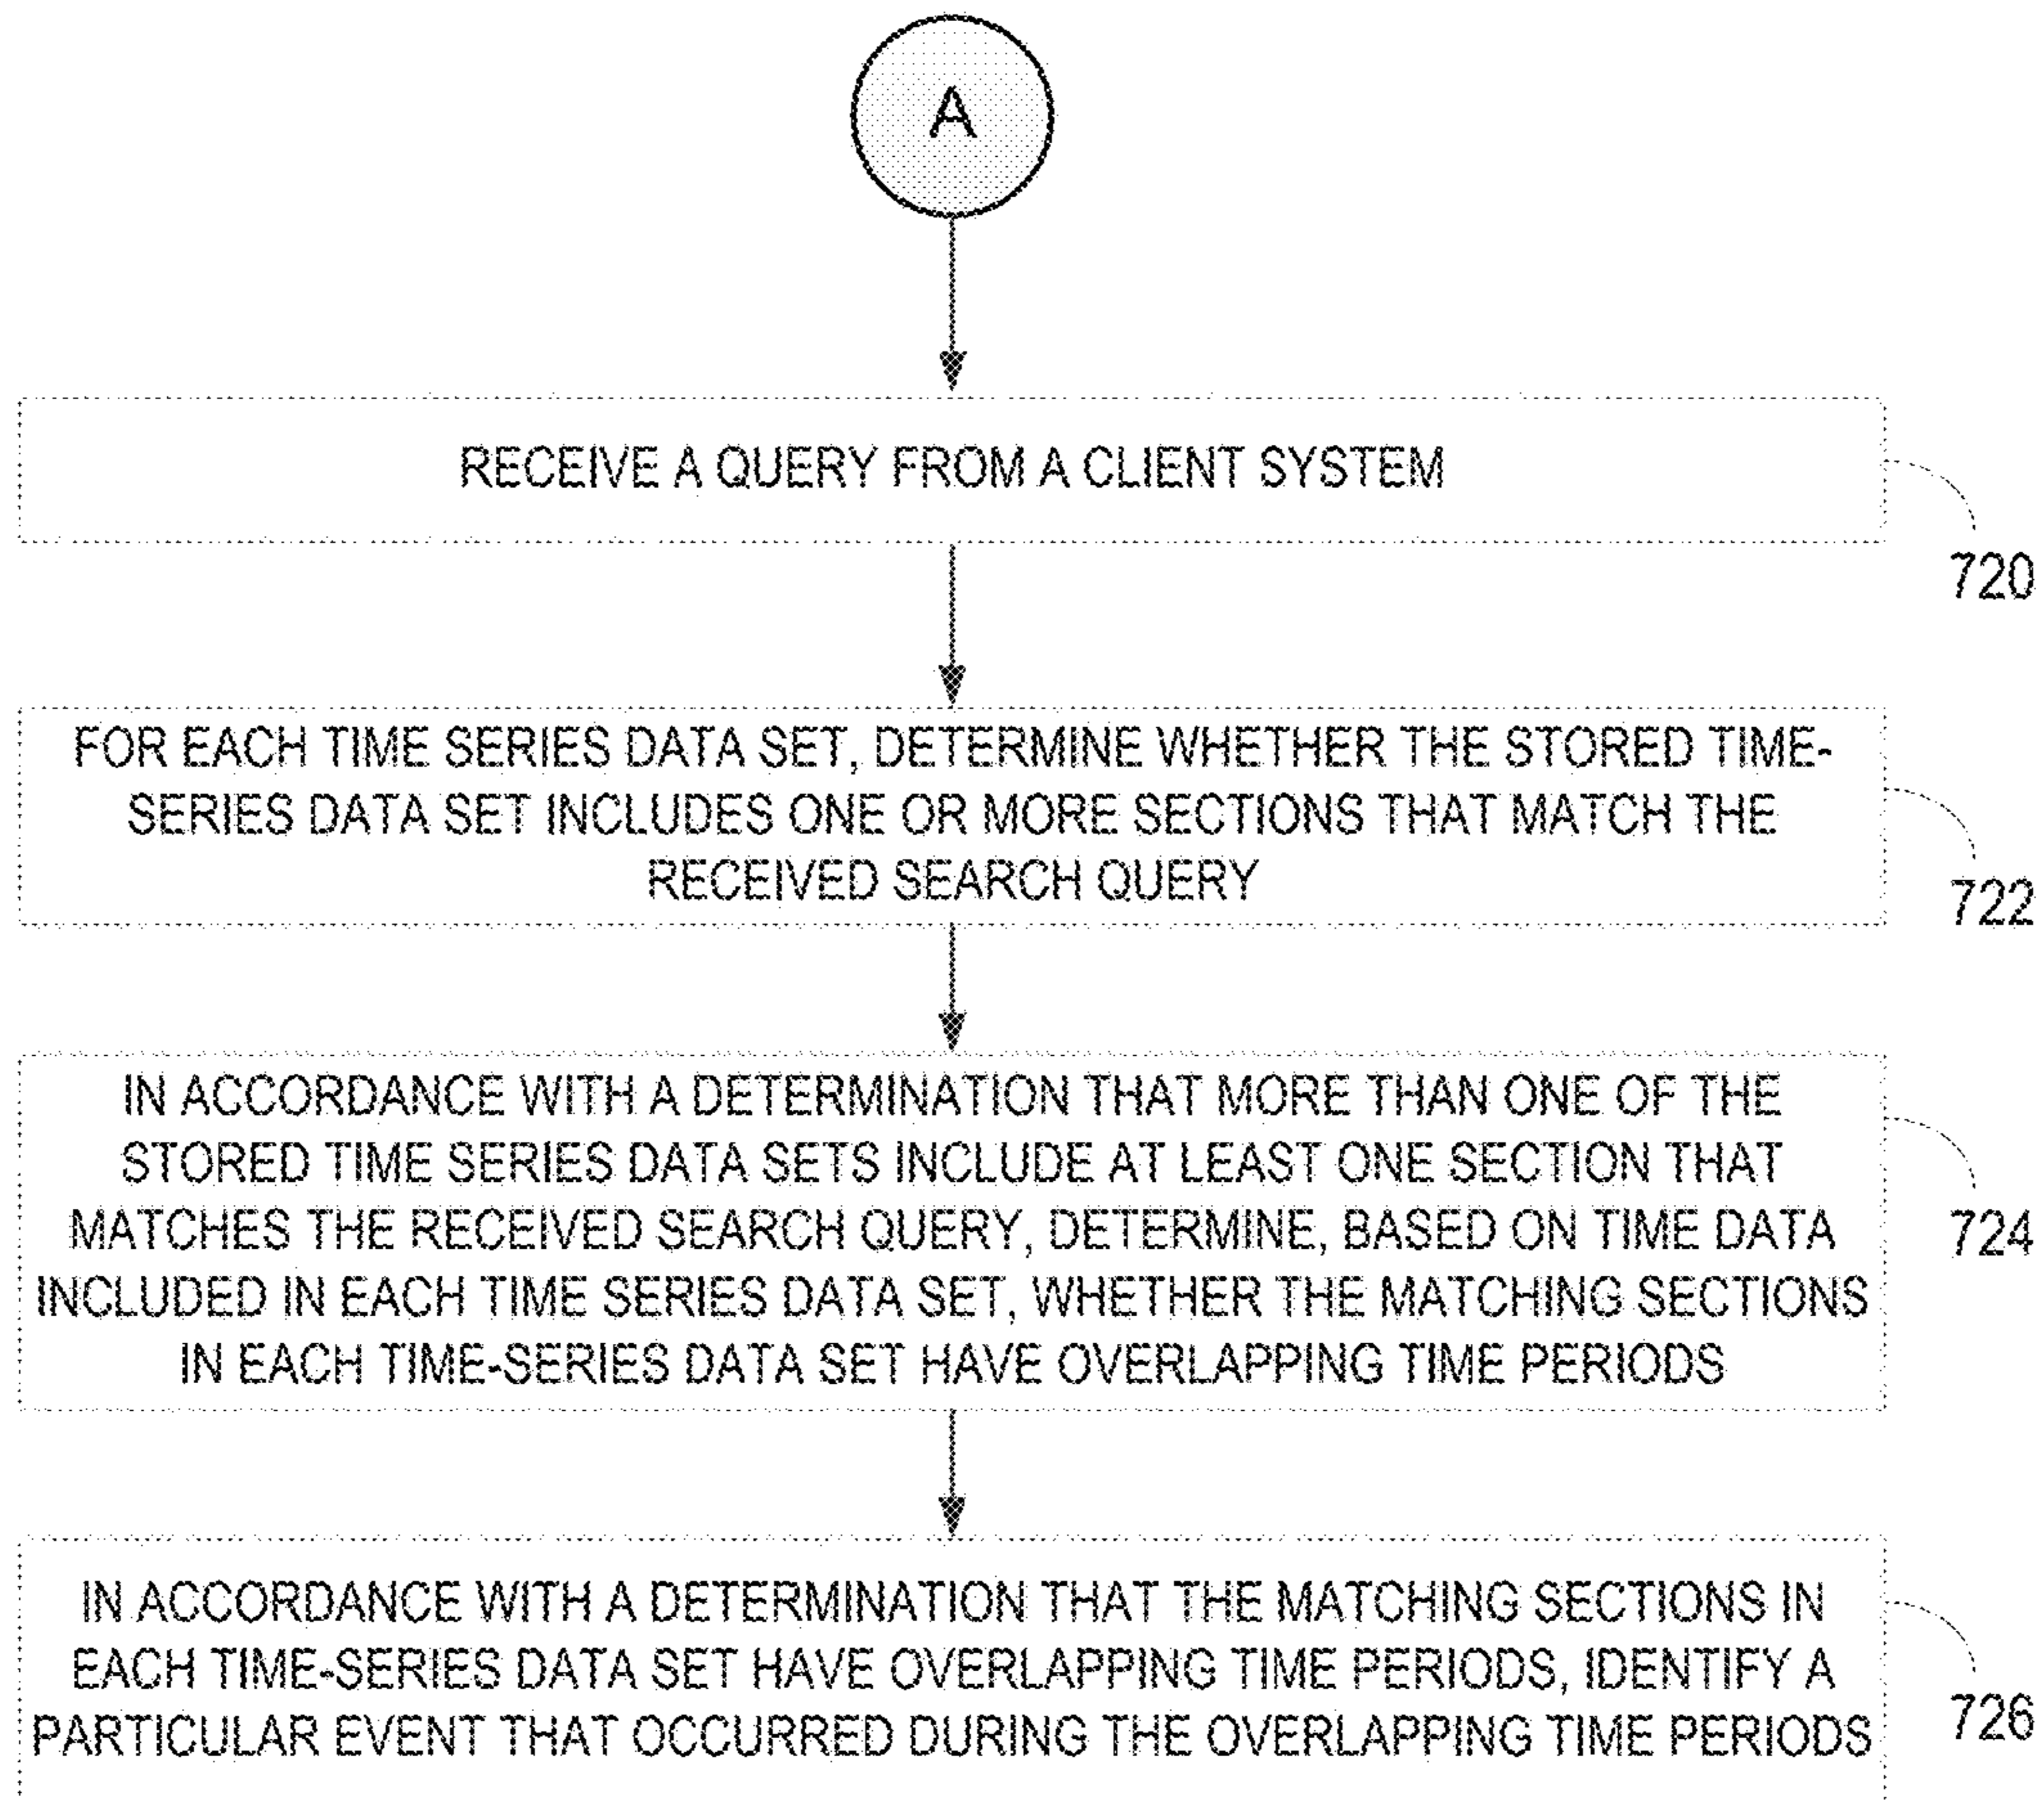 A
RECEIVE A QUERY FROM A CLIENT SYSTEM
720
FOR EACH TIME SERIES DATA SET, DETERMINE WHETHER THE STORED TIME-
SERIES DATA SET INCLUDES ONE OR MORE SECTIONS THAT MATCH THE
RECEIVED SEARCH QUERY
722
IN ACCORDANCE WITH A DETERMINATION THAT MORE THAN ONE OF THE
STORED TIME SERIES DATA SETS INCLUDE AT LEAST ONE SECTION THAT
MATCHES THE RECEIVED SEARCH QUERY, DETERMINE, BASED ON TIME DATA
INCLUDED IN EACH TIME SERIES DATA SET, WHETHER THE MATCHING SECTIONS
IN EACH TIME-SERIES DATA SET HAVE OVERLAPPING TIME PERIODS
724
IN ACCORDANCE WITH A DETERMINATION THAT THE MATCHING SECTIONS IN
EACH TIME-SERIES DATA SET HAVE OVERLAPPING TIME PERIODS, IDENTIFY A
PARTICULAR EVENT THAT OCCURRED DURING THE OVERLAPPING TIME PERIODS
726